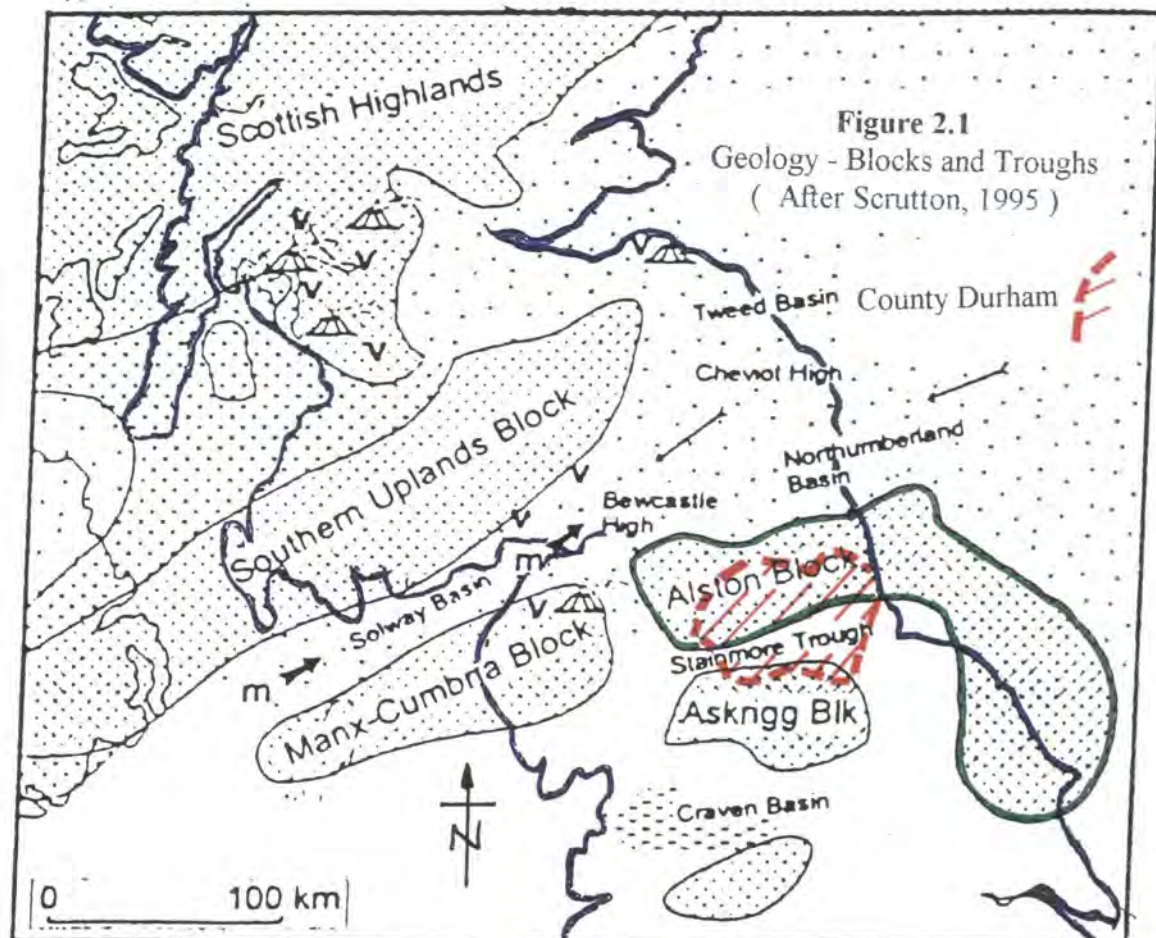 Scottish Highlands
Figure 2.1
Geology - Blocks and Troughs
( After Scrutton, 1995 )
v
v
v
v
v
Tweed Basin
County Durham
Cheviot High
Southern Uplands Block
Northumberland
Basin
v
v
Bewcastle
High
m
Alston Block
Solway Basin
v
m
Manx-Cumbria Block
Stainmore Trough
Askrigg Blk
N
Craven Basin
0 100 km